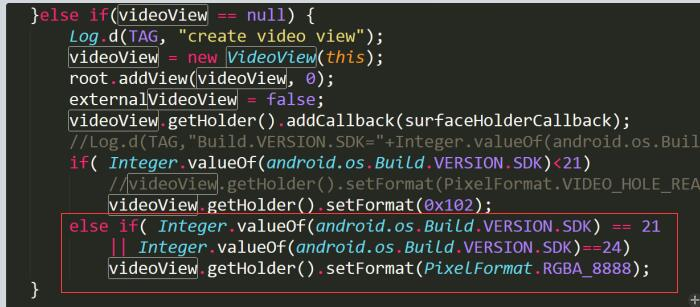 }else if(videoView == null) {
Log.d(TAG, "create video view");
videoView = new VideoView(this);
root.addView(videoView, 0);
externalVideoView = false;
videoView.getHolder().addCallback(surfaceHolderCallback);
//Log.d(TAG,"Build.VERSION.SDK="+Integer.valueOf(android.os.Buil
if( Integer.valueOf(android.os.Build.VERSION.SDK)<21)
//videoView.getHolder().setFormat(PixelFormat.VIDEO_HOLE_REA
videoView.getHolder().setFormat(0x102);
else if( Integer.valueOf(android.os.Build.VERSION.SDK) == 21
|| Integer.valueOf(android.os.Build.VERSION.SDK)==24)
videoView.getHolder().setFormat(PixelFormat.RGBA_8888);
}